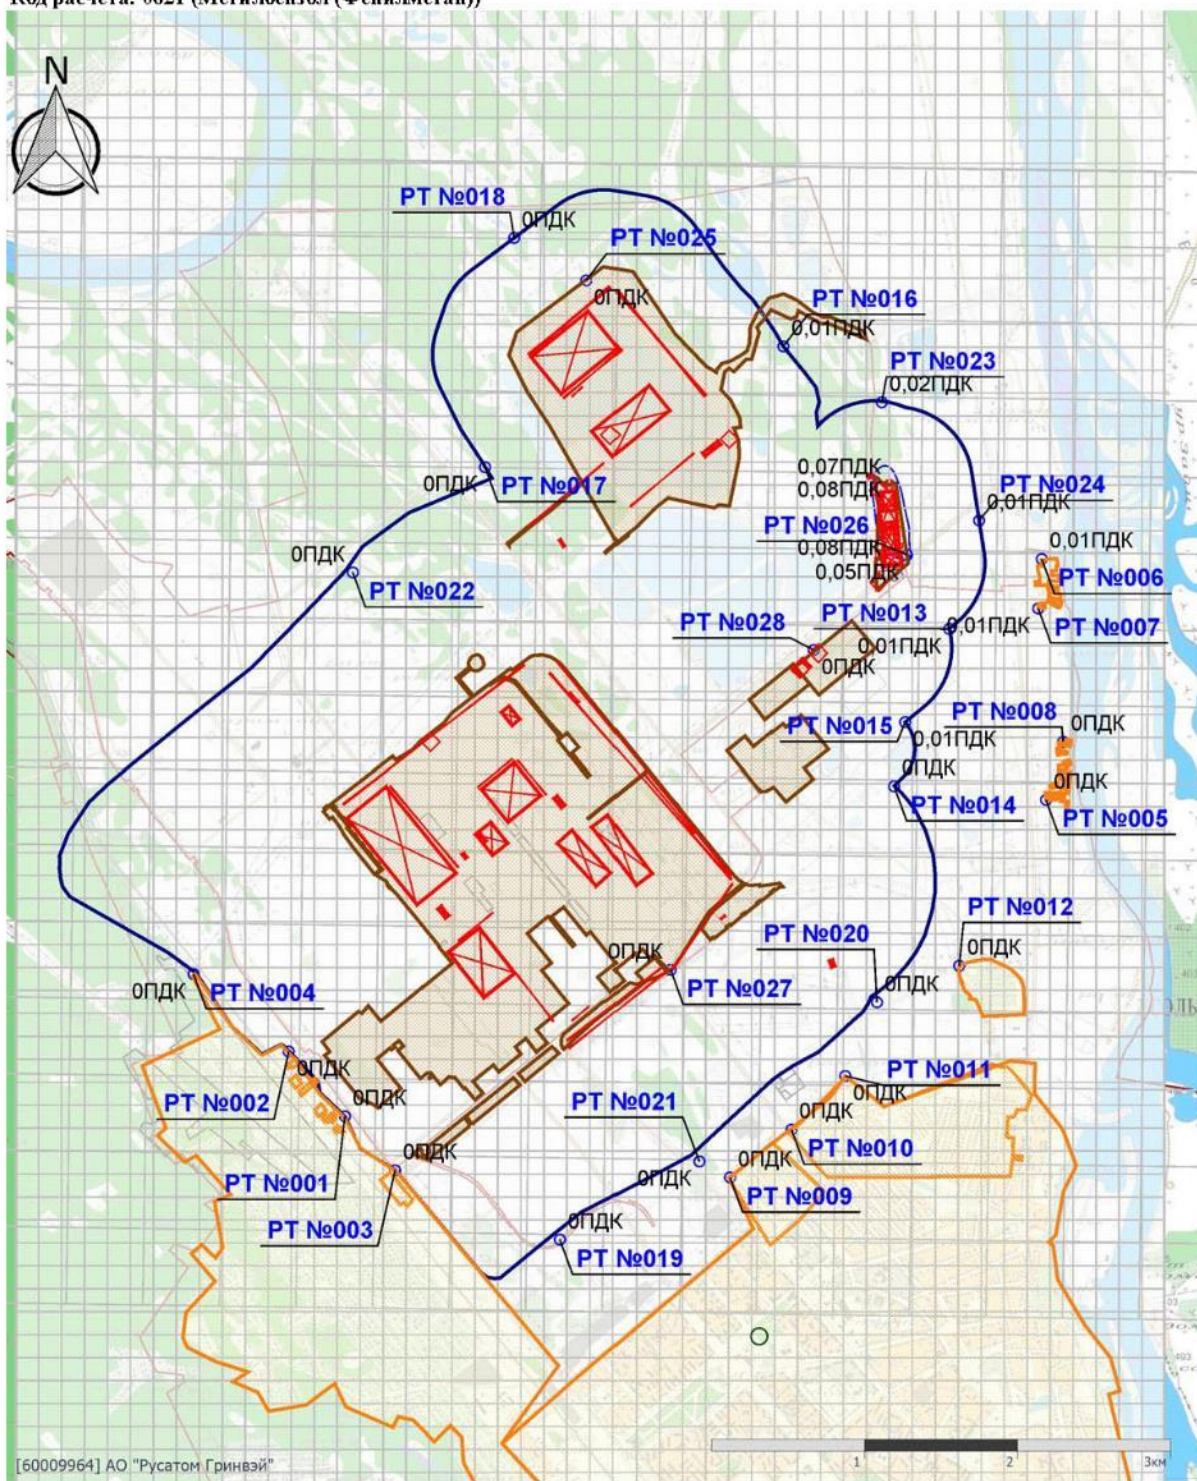 Код расчета: 0621 (Метилбензол (Фенилметан))
N
РТ №018
0ПДК
РТ №025
0ПДК
РТ №016
0,01ПДК
РТ №023
0,02ПДК
0,07ПДК
0ПДК
РТ №017
0,08ПДК
РТ №024
0,01ПДК
РТ №026
0,08ПДК
0,01ПДК
0ПДК
0,05ПДК
РТ №006
РТ №022
РТ №013
РТ №028
0,01ПДК
РТ №007
0,01ПДК
0ПДК
РТ №008
РТ №015
0ПДК
0,01ПДК
0ПДК
0ПДК
РТ №014
РТ №005
РТ №012
РТ №020
0ПДК
0ПДК
0ПДК
РТ №004
РТ №027
0ПДК
0ПДК
РТ №011
РТ №002
0ПДК
0ПДК
РТ №021
0ПДК
0ПДК
РТ №010
0ПДК
0ПДК
РТ №001
РТ №009
РТ №003
0ПДК
РТ №019
[60009964] АО "Русатом Гринвэй"
1
2
3км